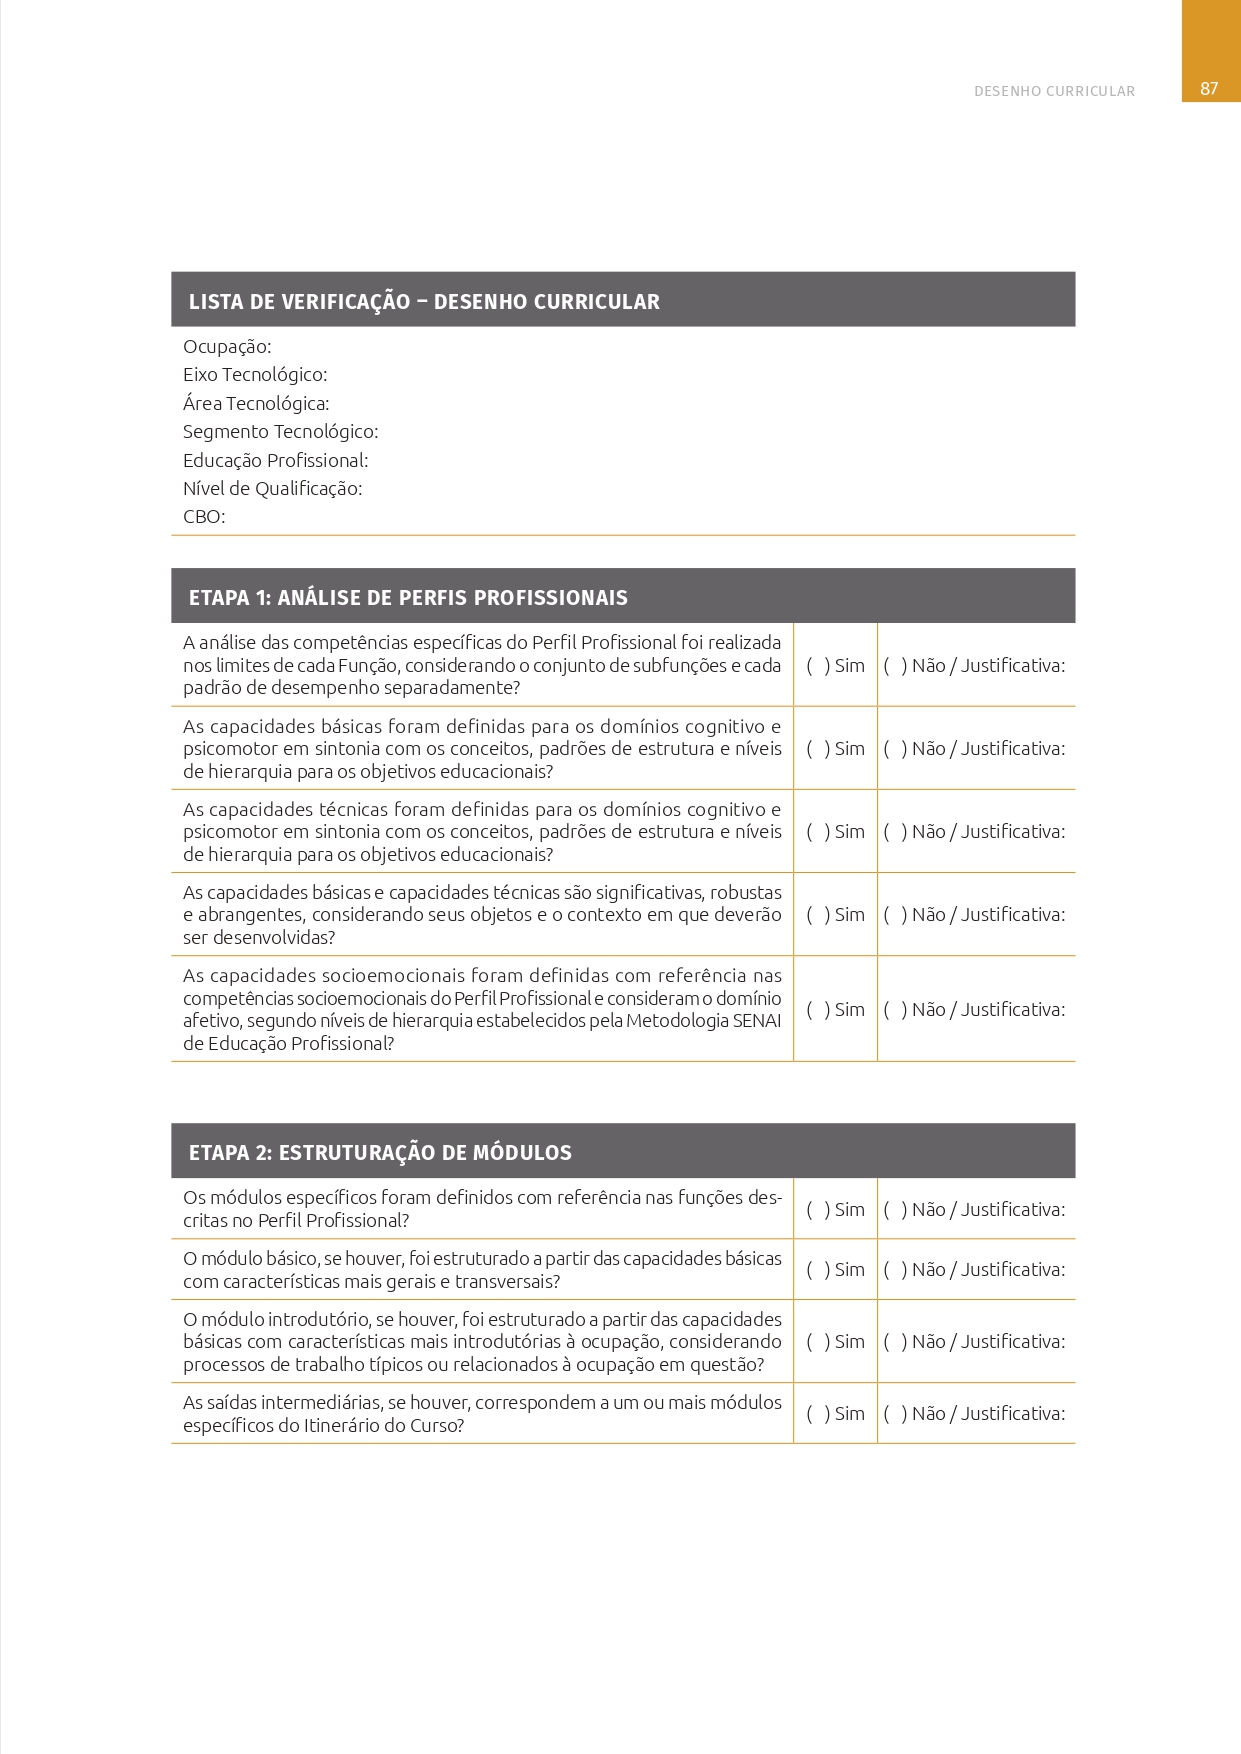 DESENHO CURRICULAR 87
LISTA DE VERIFICAÇÃO – DESENHO CURRICULAR
Ocupação:
Eixo Tecnológico:
Área Tecnológica:
Segmento Tecnológico:
Educação Profissional:
Nível de Qualificação:
CBO:
ETAPA 1: ANÁLISE DE PERFIS PROFISSIONAIS
A análise das competências específicas do Perfil Profissional foi realizada
nos limites de cada Função, considerando o conjunto de subfunções e cada
padrão de desempenho separadamente?
( ) Sim
( ) Não / Justificativa:
As capacidades básicas foram definidas para os domínios cognitivo e
psicomotor em sintonia com os conceitos, padrões de estrutura e níveis
de hierarquia para os objetivos educacionais?
( ) Sim
( ) Não / Justificativa:
As capacidades técnicas foram definidas para os domínios cognitivo e
psicomotor em sintonia com os conceitos, padrões de estrutura e níveis
de hierarquia para os objetivos educacionais?
( ) Sim
( ) Não / Justificativa:
As capacidades básicas e capacidades técnicas são significativas, robustas
e abrangentes, considerando seus objetos e o contexto em que deverão
ser desenvolvidas?
( ) Sim
( ) Não / Justificativa:
As capacidades socioemocionais foram definidas com referência nas
competências socioemocionais do Perfil Profissional e consideram o domínio
afetivo, segundo níveis de hierarquia estabelecidos pela Metodologia SENAI
de Educação Profissional?
( ) Sim
( ) Não / Justificativa:
ETAPA 2: ESTRUTURAÇÃO DE MÓDULOS
Os módulos específicos foram definidos com referência nas funções des-
critas no Perfil Profissional?
( ) Sim
( ) Não / Justificativa:
O módulo básico, se houver, foi estruturado a partir das capacidades básicas
com características mais gerais e transversais?
( ) Sim
( ) Não / Justificativa:
O módulo introdutório, se houver, foi estruturado a partir das capacidades
básicas com características mais introdutórias à ocupação, considerando
processos de trabalho típicos ou relacionados à ocupação em questão?
( ) Sim
( ) Não / Justificativa:
As saídas intermediárias, se houver, correspondem a um ou mais módulos
específicos do Itinerário do Curso?
( ) Sim
( ) Não / Justificativa: